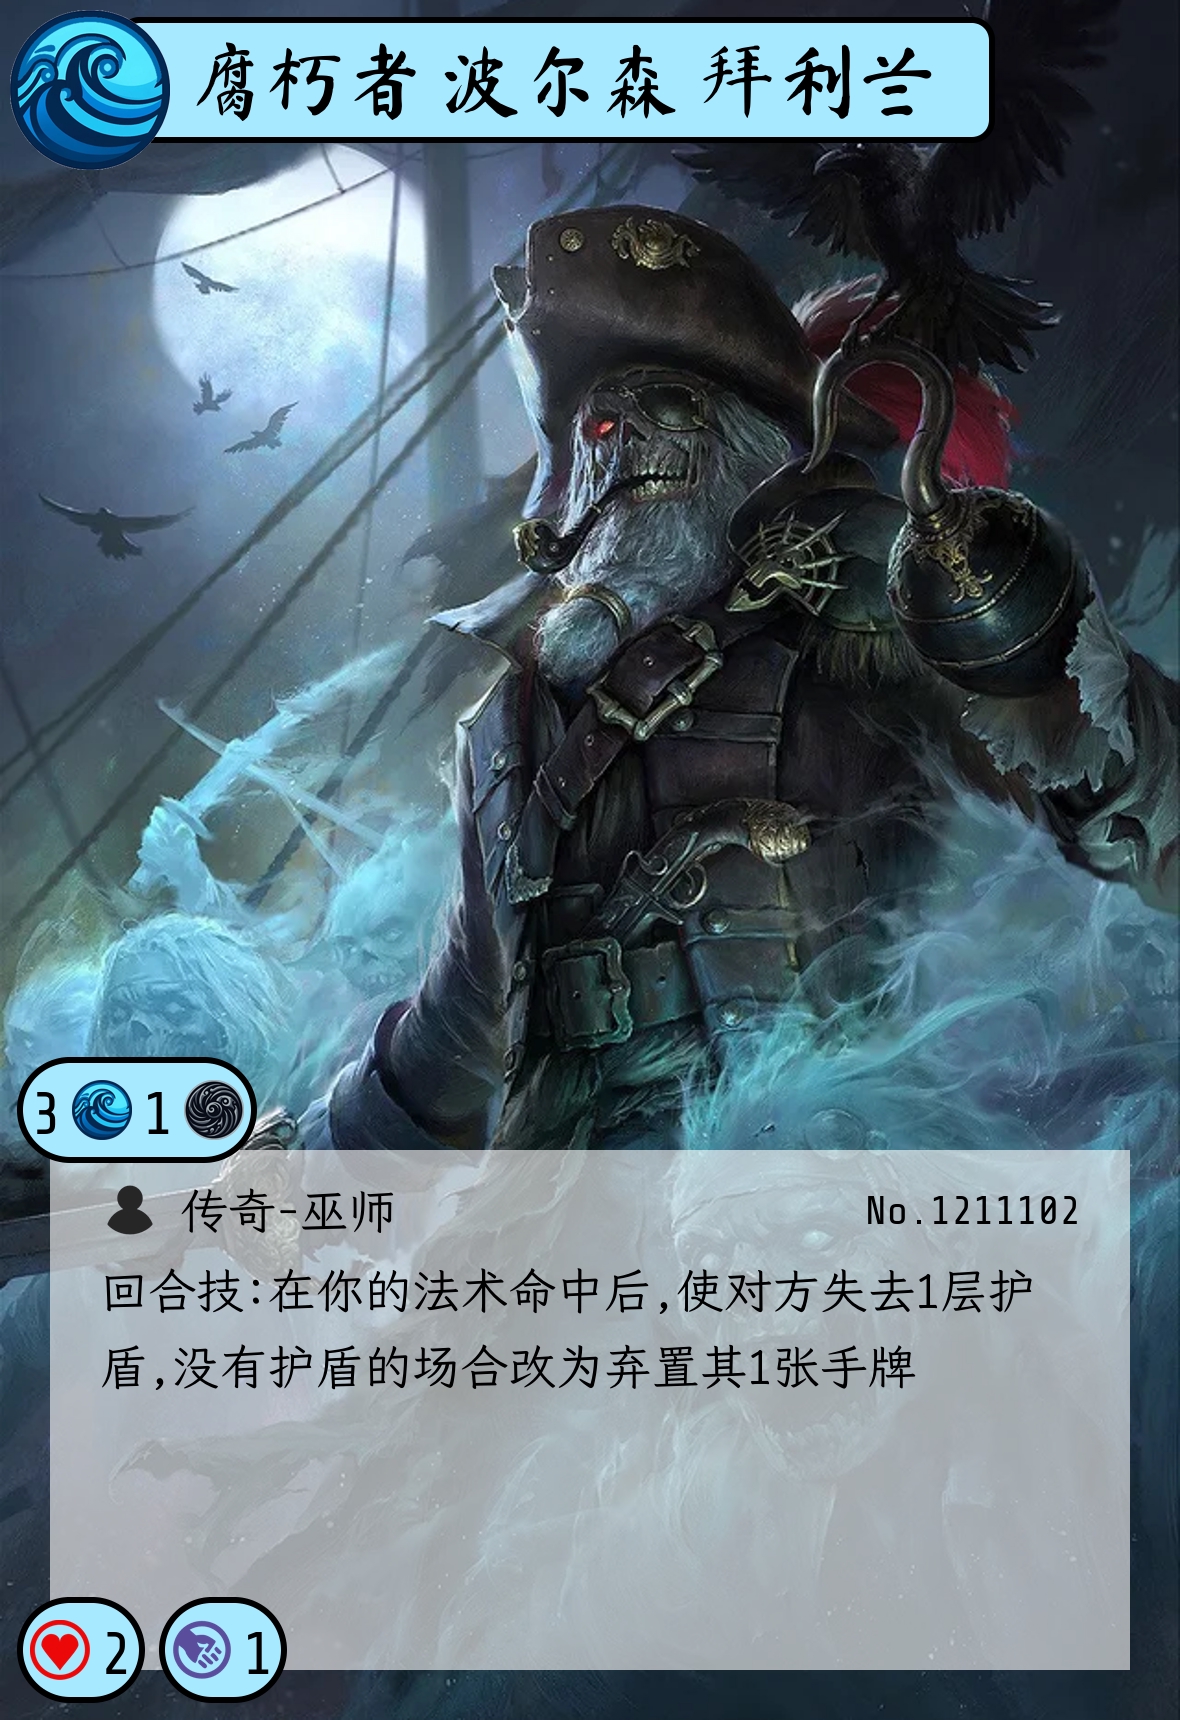 腐朽者 波尔森 拜利兰
3 1
传奇-巫师 No.1211102
回合技:在你的法术命中后,使对方失去1层护
盾,没有护盾的场合改为弃置其1张手牌
2 1